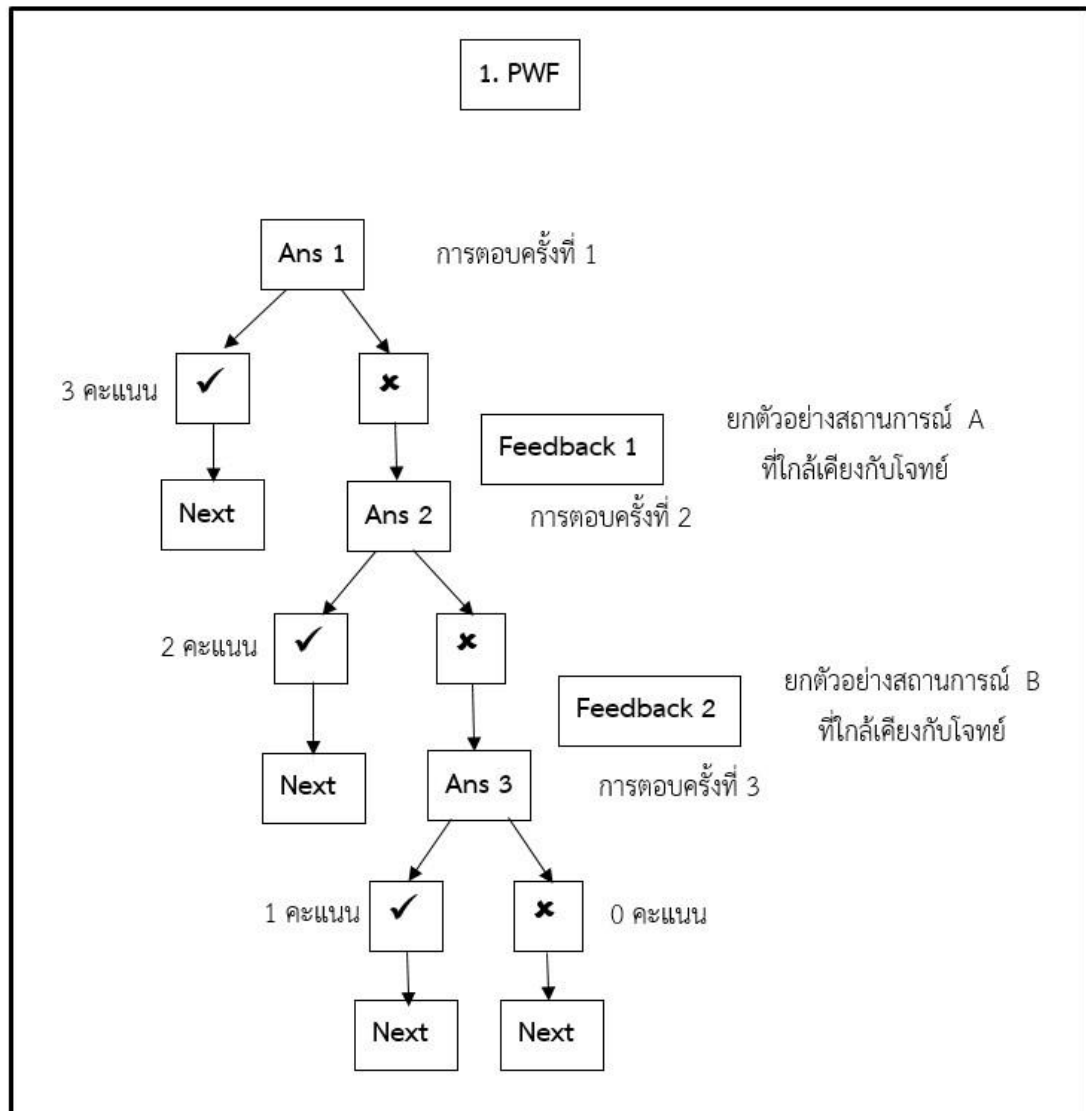 1. PWF
Ans 1
การตอบครั้งที่ 1
3 คะแนน
✓
✘
Feedback 1
ยกตัวอย่างสถานการณ์ A
ที่ใกล้เคียงกับโจทย์
Next
Ans 2
การตอบครั้งที่ 2
2 คะแนน
✓
✘
Feedback 2
ยกตัวอย่างสถานการณ์ B
ที่ใกล้เคียงกับโจทย์
Next
Ans 3
การตอบครั้งที่ 3
1 คะแนน
✓
✘
0 คะแนน
Next
Next